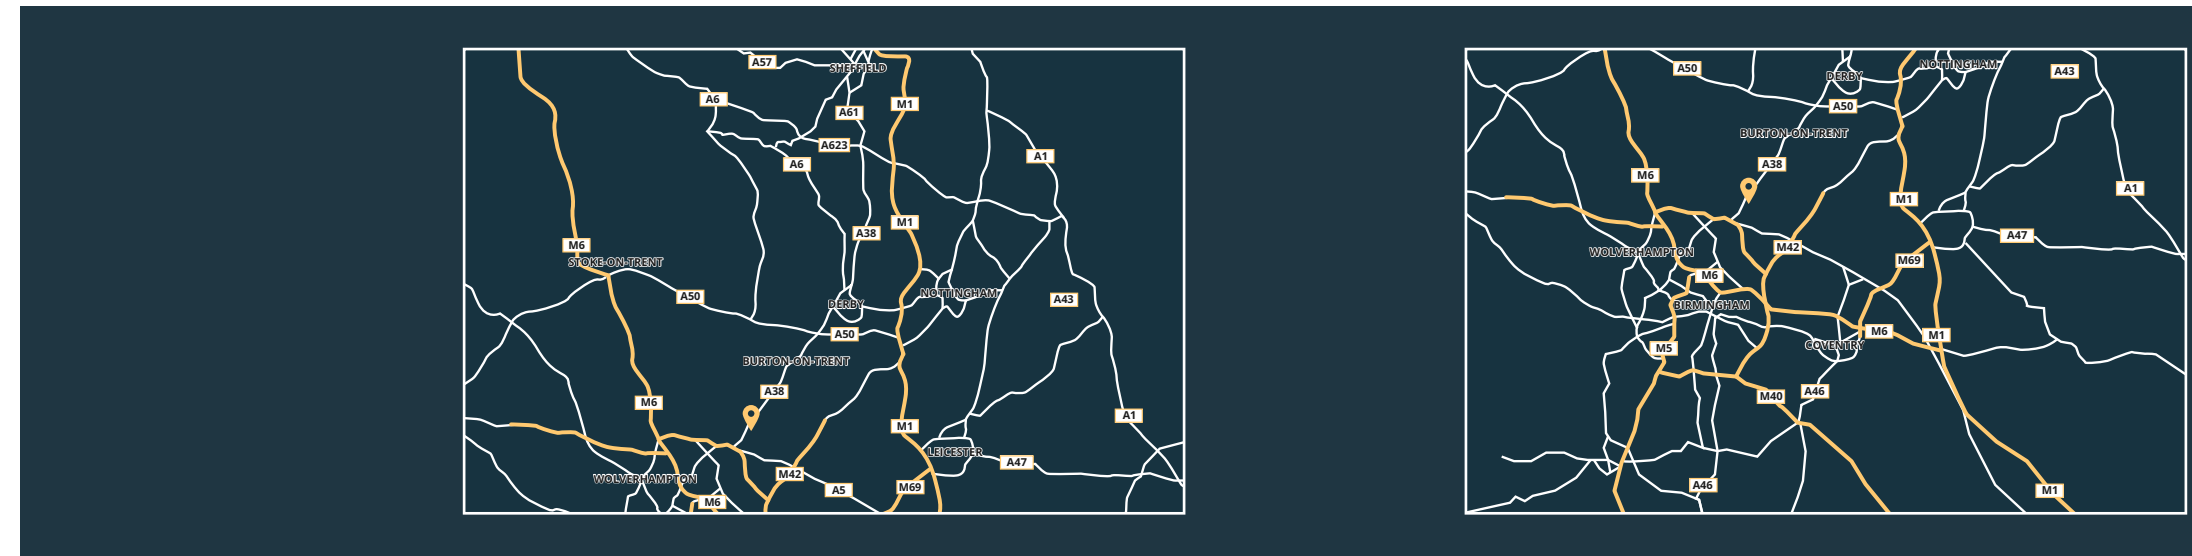 A57
SHEFFIELD
A6
M1
A61
A623
A1
A6
M1
A38
M6
STOKE-ON-TRENT
A50
NOTTINGHAM
A43
DERBY
A50
BURTON-ON-TRENT
A38
M6
A1
M1
LEICESTER
A47
M42
WOLVERHAMPTON
M69
A5
M6
NOTTINGHAM
A50
A43
DERBY
A50
BURTON-ON-TRENT
A38
M6
A1
M1
A47
M42
WOLVERHAMPTON
M69
M6
BIRMINGHAM
M6
M1
COVENTRY
M5
A46
M40
A46
M1